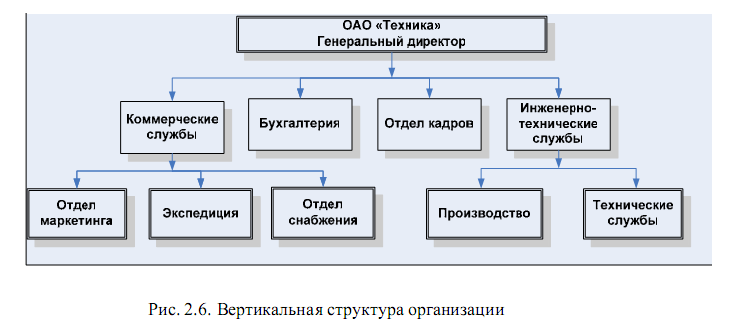 ОАО «Техника»
Генеральный директор
Коммерческие
службы
Бухгалтерия
Отдел кадров
Инженерно-
технические
службы
Отдел
маркетинга
Экспедиция
Отдел
снабжения
Производство
Технические
службы
Рис. 2.6. Вертикальная структура организации